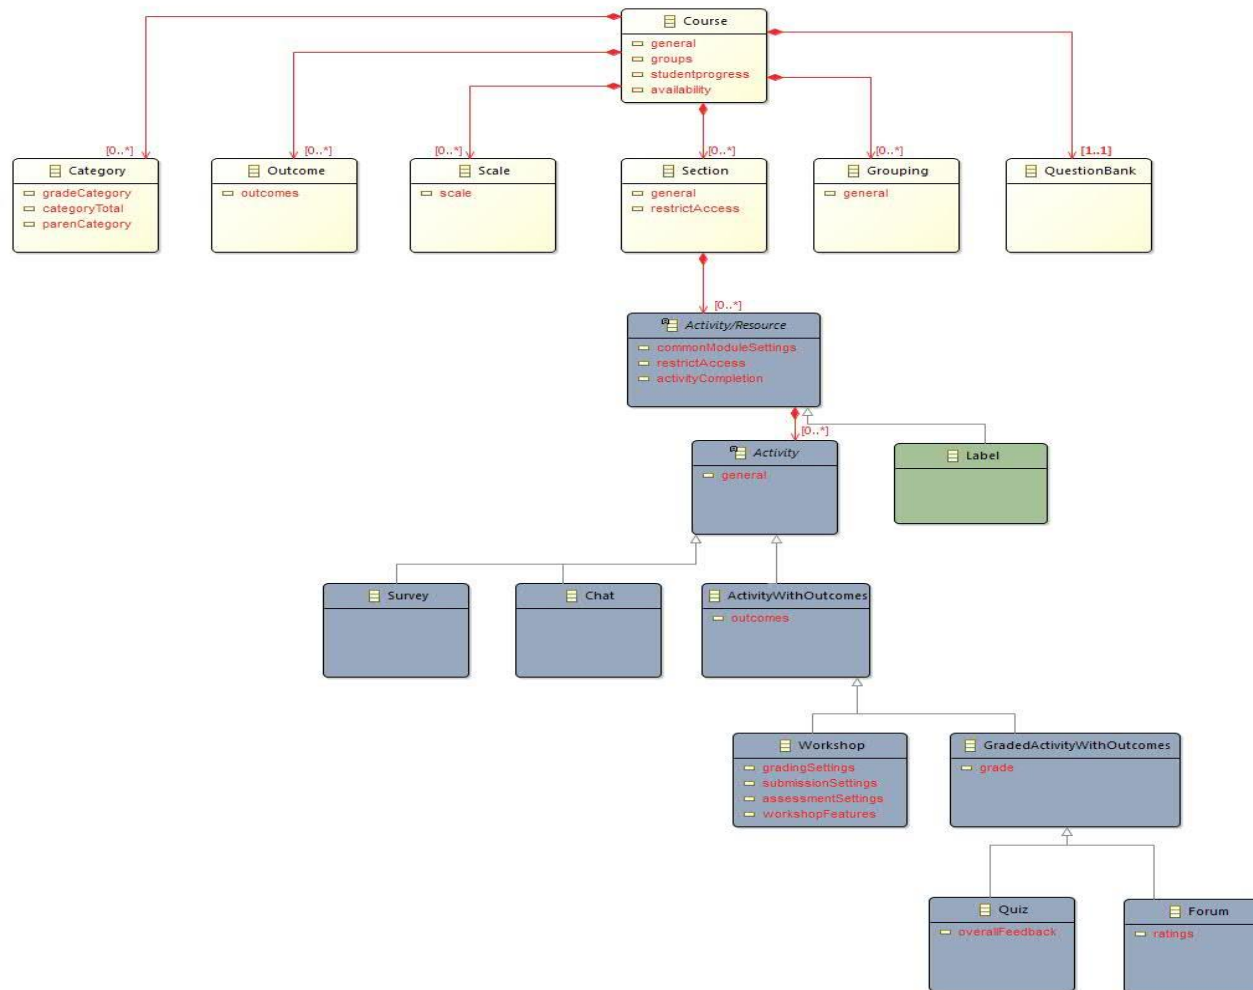 Course
general
groups
studentprogress
availability
[0..*]
[0..*]
[0..*]
[0..*]
[0..*]
[1..1]
Category
gradeCategory
categoryTotal
parenCategory
Outcome
outcomes
Scale
scale
Section
general
restrictAccess
Grouping
general
QuestionBank
[0..*]
Activity/Resource
commonModuleSettings
restrictAccess
activityCompletion
[0..*]
Activity
general
Label
Survey
Chat
ActivityWithOutcomes
outcomes
Workshop
gradingSettings
submissionSettings
assessmentSettings
workshopFeatures
GradedActivityWithOutcomes
grade
Quiz
overallFeedback
Forum
ratings